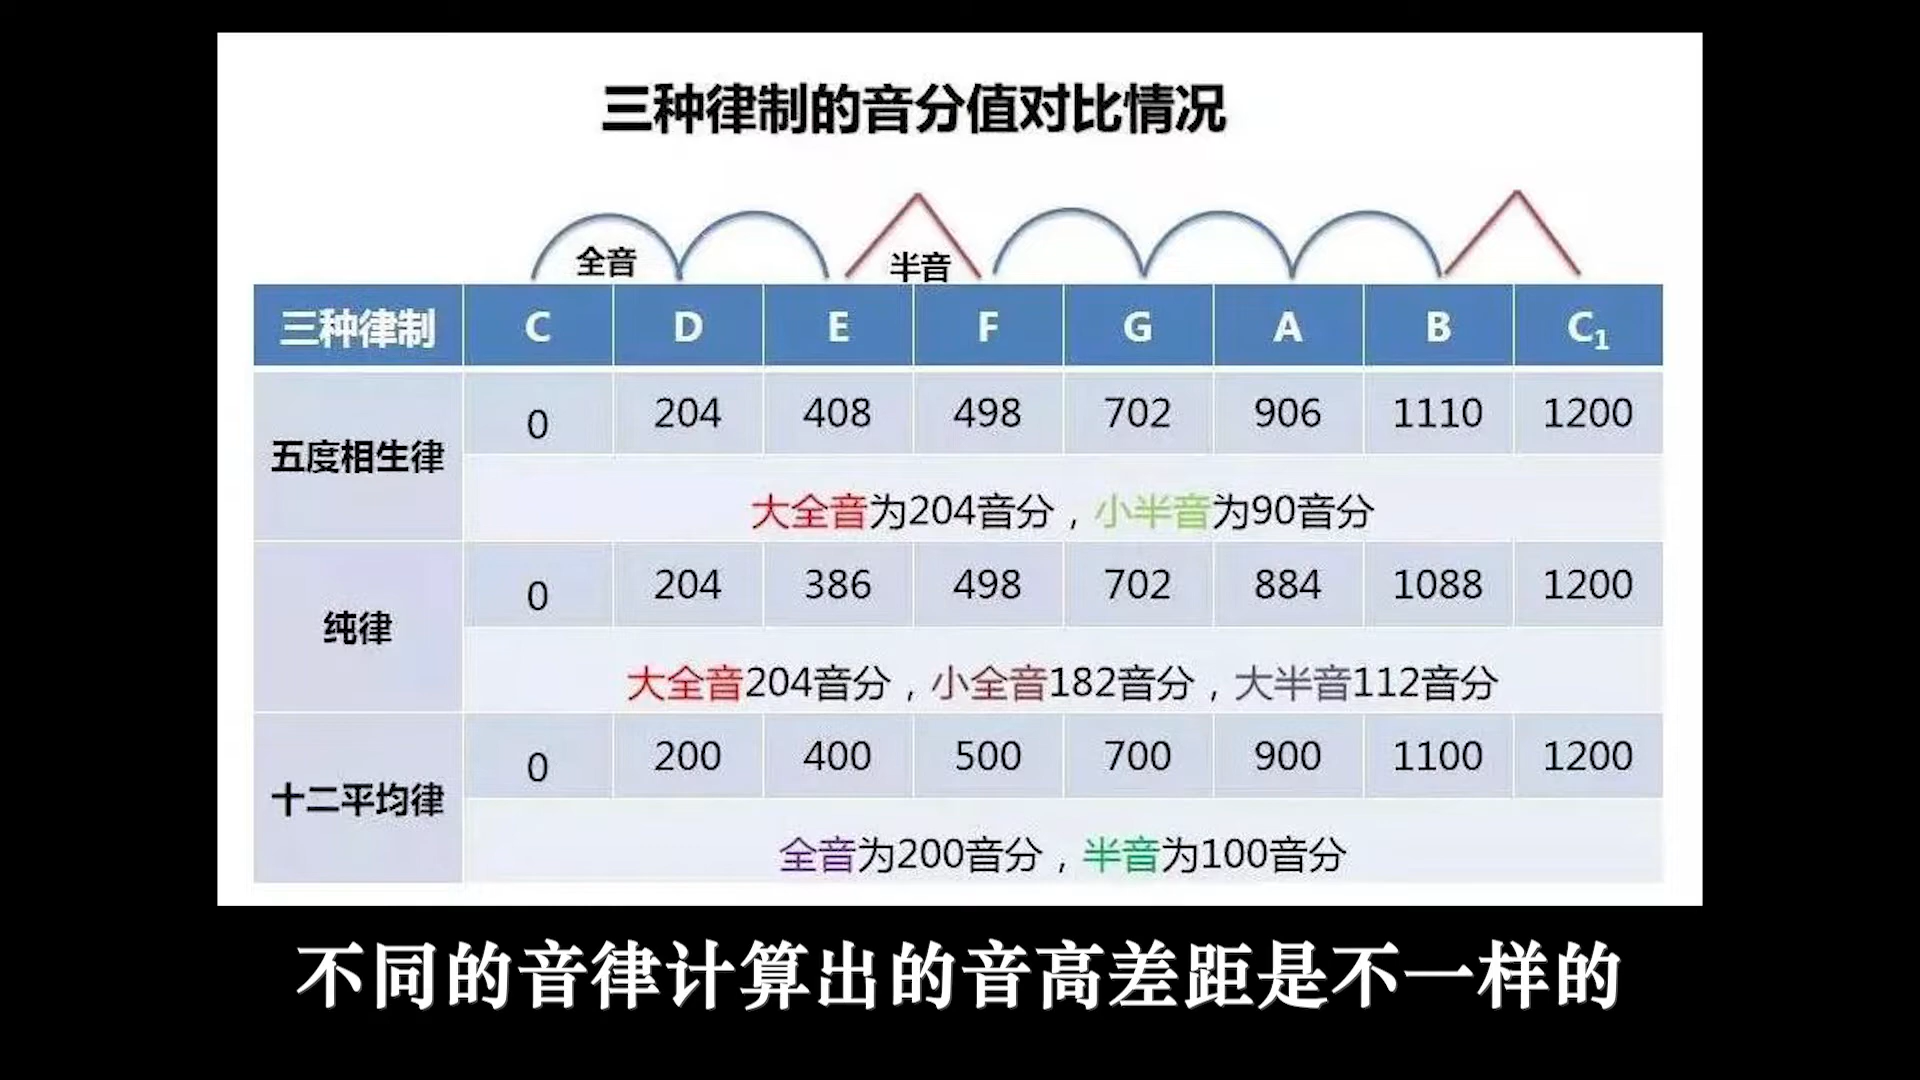 三种律制的音分值对比情况
全音 半音
三种律制 C D E F G A B C₁
五度相生律 0 204 408 498 702 906 1110 1200
大全音为204音分，小半音为90音分
纯律 0 204 386 498 702 884 1088 1200
大全音204音分，小全音182音分，大半音112音分
十二平均律 0 200 400 500 700 900 1100 1200
全音为200音分，半音为100音分
不同的音律计算出的音高差距是不一样的